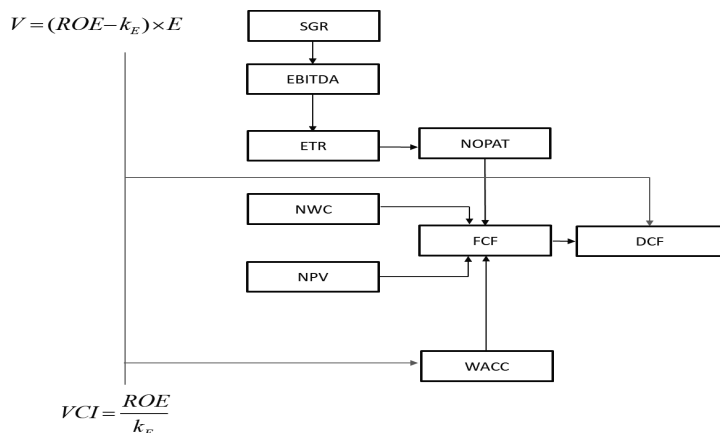 V = (ROE − k_E) × E
SGR
EBITDA
ETR
NOPAT
NWC
FCF
DCF
NPV
WACC
VCI = ROE / k_E